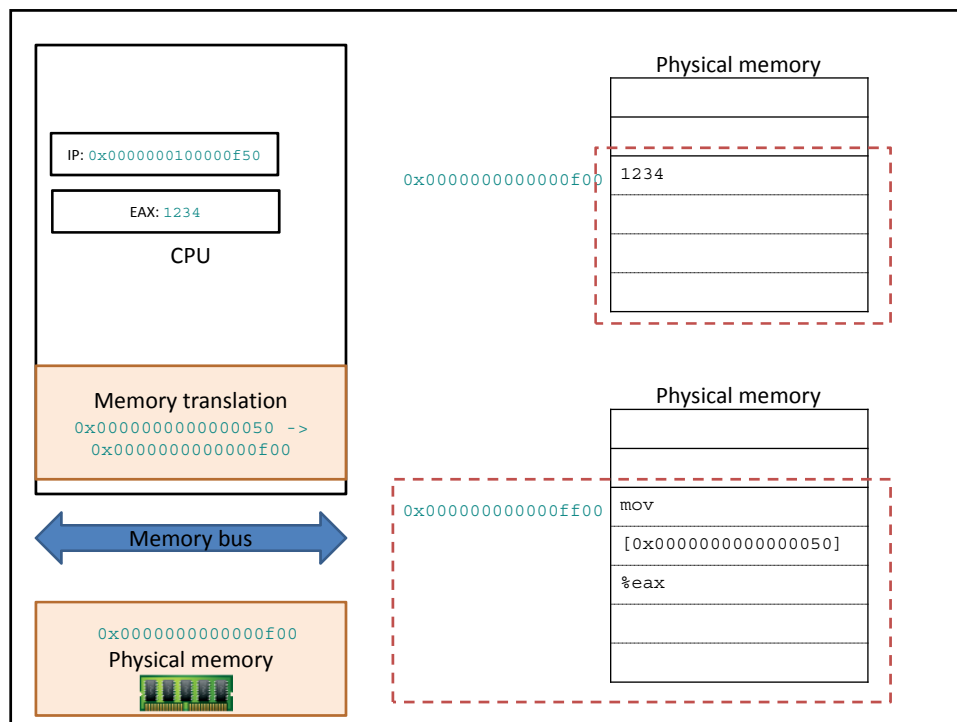 IP: 0x0000000100000f50
EAX: 1234
CPU
Memory translation
0x0000000000000050 ->
0x0000000000000f00
Memory bus
0x0000000000000f00
Physical memory
Physical memory
0x0000000000000f00
1234
Physical memory
0x000000000000ff00
mov
[0x0000000000000050]
%eax